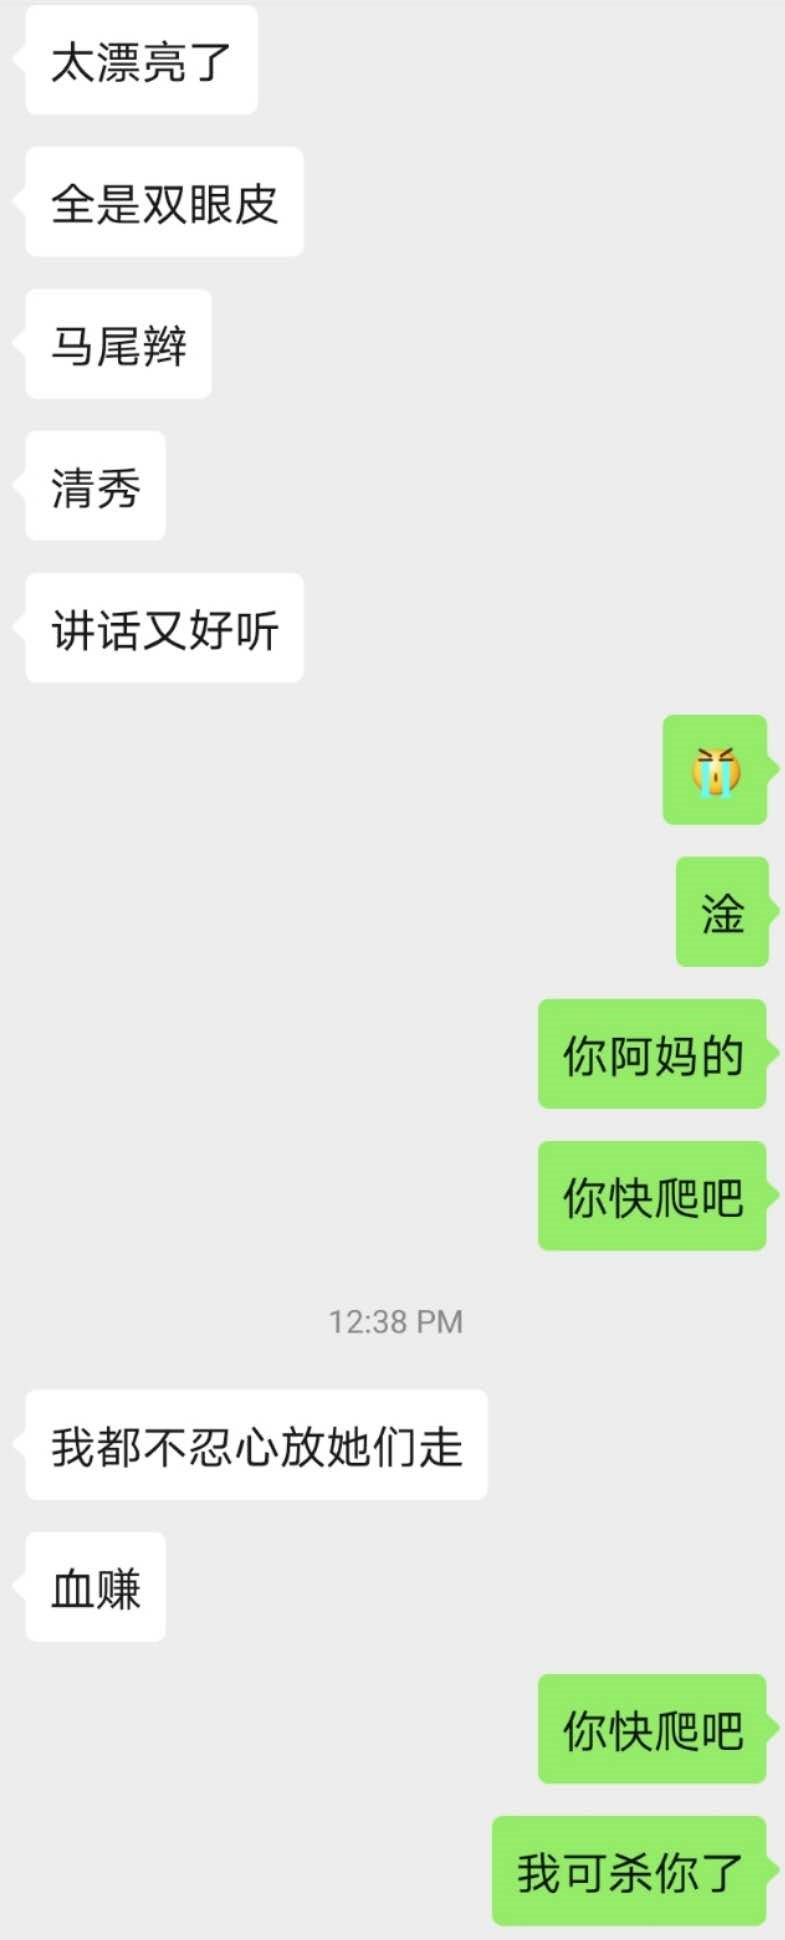 太漂亮了
全是双眼皮
马尾辫
清秀
讲话又好听
😭
淦
你阿妈的
你快爬吧
12:38 PM
我都不忍心放她们走
血赚
你快爬吧
我可杀你了